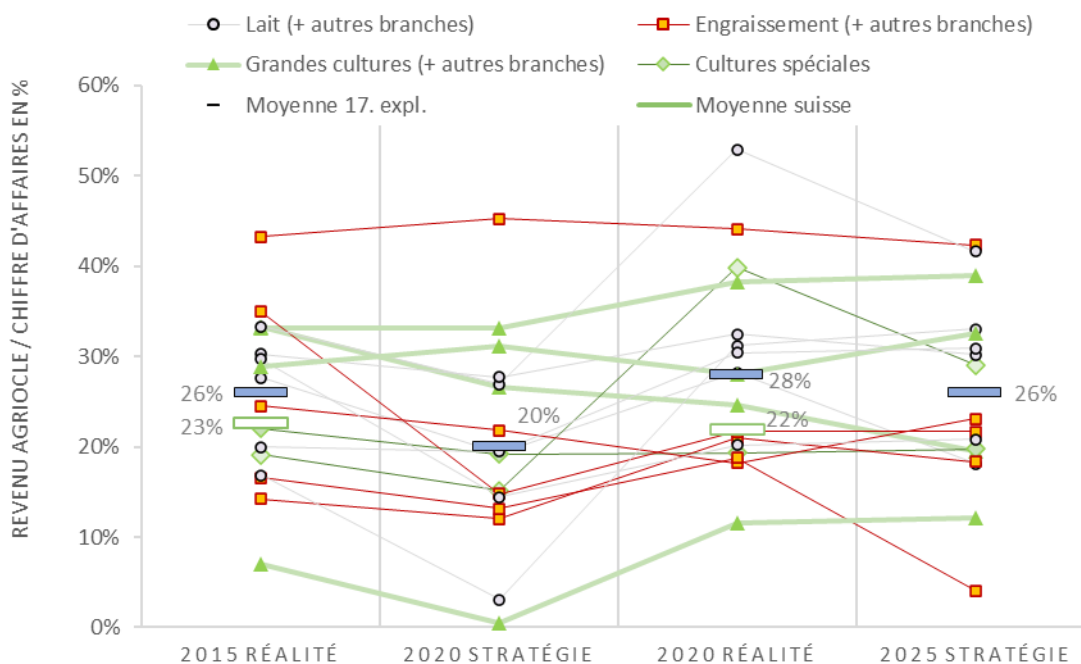 Lait (+ autres branches)
Engraissement (+ autres branches)
Grandes cultures (+ autres branches)
Cultures spéciales
Moyenne 17. expl.
Moyenne suisse
REVENU AGRIOCLE / CHIFFRE D'AFFAIRES EN %
60%
50%
40%
30%
20%
10%
0%
26%
23%
20%
28%
22%
26%
2015 RÉALITÉ
2020 STRATÉGIE
2020 RÉALITÉ
2025 STRATÉGIE